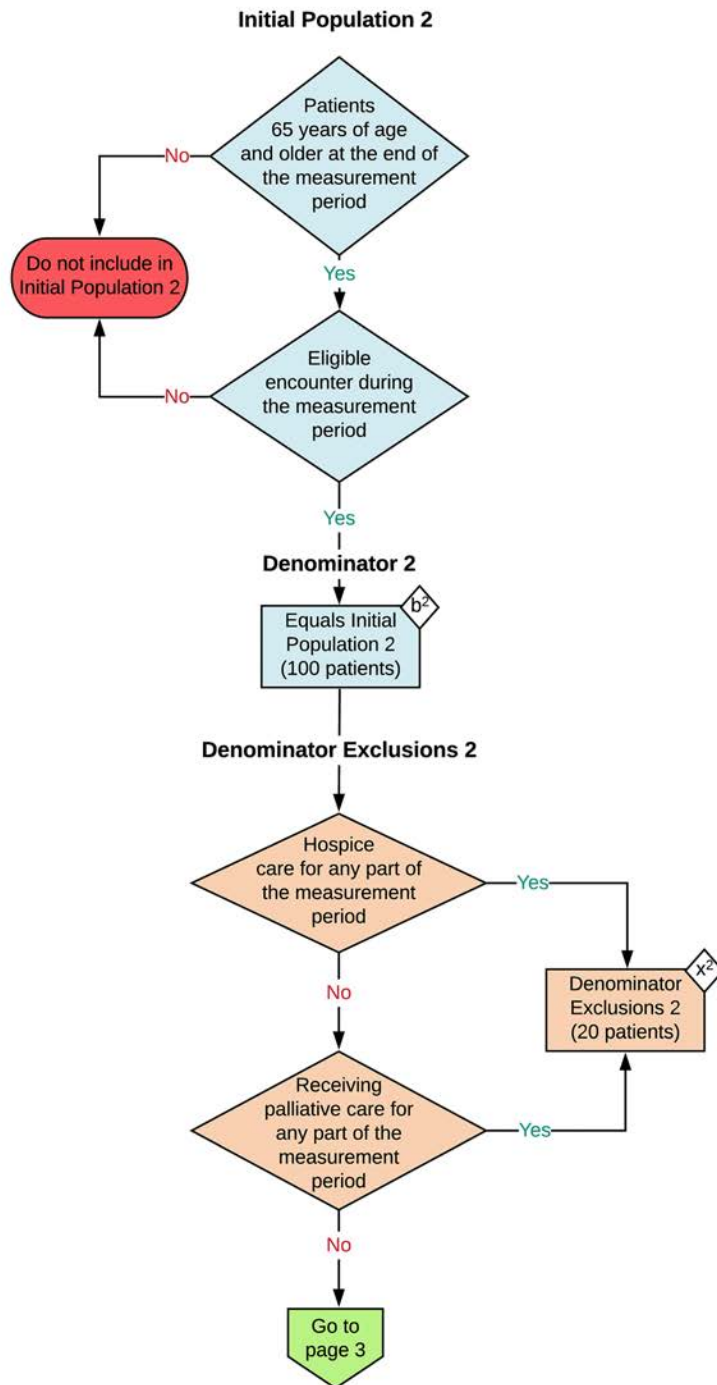 Initial Population 2
Patients
65 years of age
and older at the end of
the measurement
period
No
Do not include in
Initial Population 2
Yes
Eligible
encounter during
the measurement
period
No
Yes
Denominator 2
b²
Equals Initial
Population 2
(100 patients)
Denominator Exclusions 2
Hospice
care for any part of
the measurement
period
Yes
x²
Denominator
Exclusions 2
(20 patients)
No
Receiving
palliative care for
any part of the
measurement
period
Yes
No
Go to
page 3